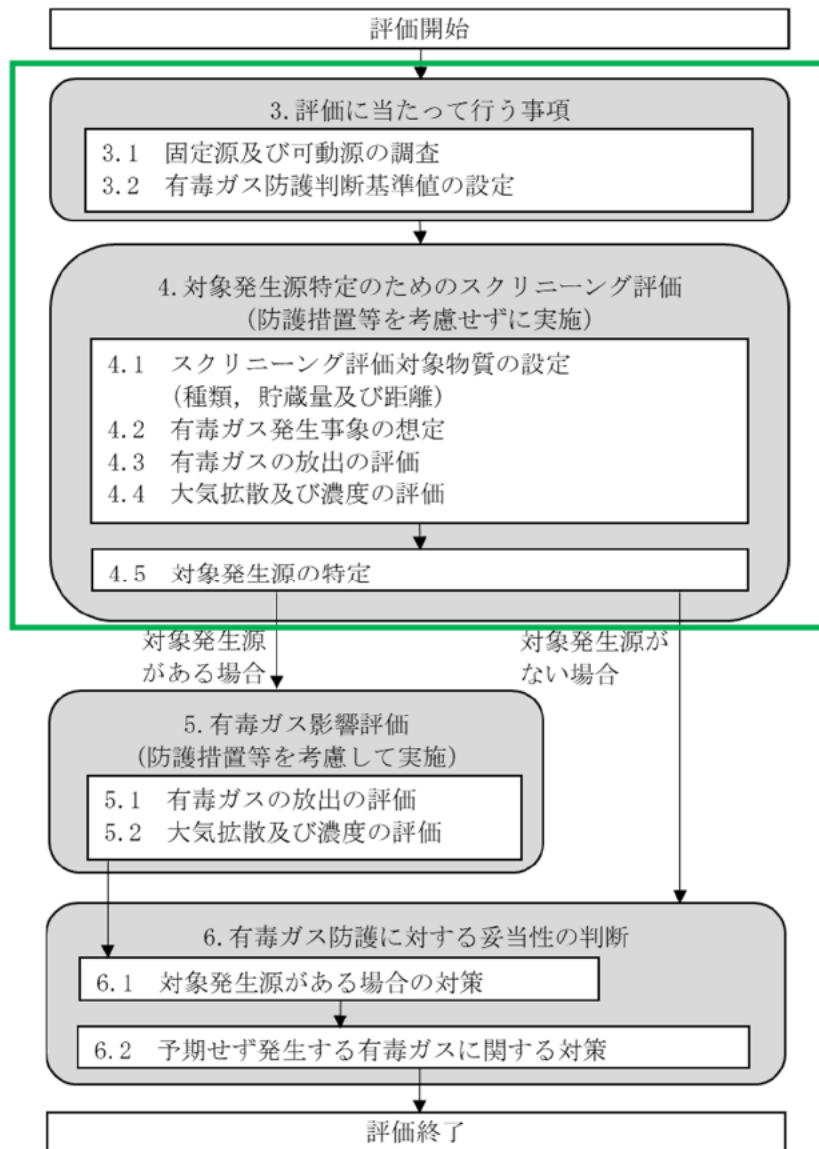 評価開始
3.評価に当たって行う事項
3.1 固定源及び可動源の調査
3.2 有毒ガス防護判断基準値の設定
4.対象発生源特定のためのスクリーニング評価
(防護措置等を考慮せずに実施)
4.1 スクリーニング評価対象物質の設定
(種類，貯蔵量及び距離)
4.2 有毒ガス発生事象の想定
4.3 有毒ガスの放出の評価
4.4 大気拡散及び濃度の評価
4.5 対象発生源の特定
対象発生源
がある場合
対象発生源が
ない場合
5.有毒ガス影響評価
(防護措置等を考慮して実施)
5.1 有毒ガスの放出の評価
5.2 大気拡散及び濃度の評価
6.有毒ガス防護に対する妥当性の判断
6.1 対象発生源がある場合の対策
6.2 予期せず発生する有毒ガスに関する対策
評価終了